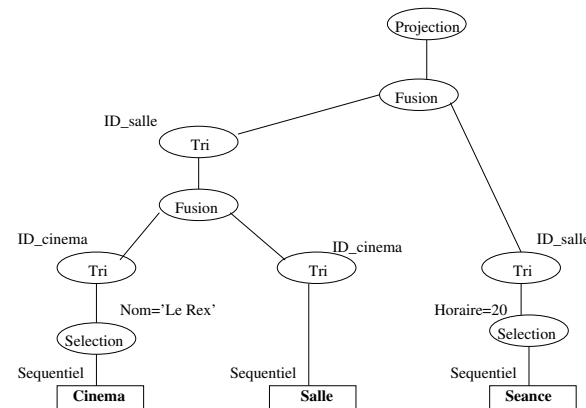 Projection
Fusion
ID_salle
Tri
Fusion
ID_cinema
Tri
ID_cinema
Tri
ID_salle
Tri
Nom='Le Rex'
Horaire=20
Selection
Selection
Sequentiel
Sequentiel
Sequentiel
Cinema
Salle
Seance